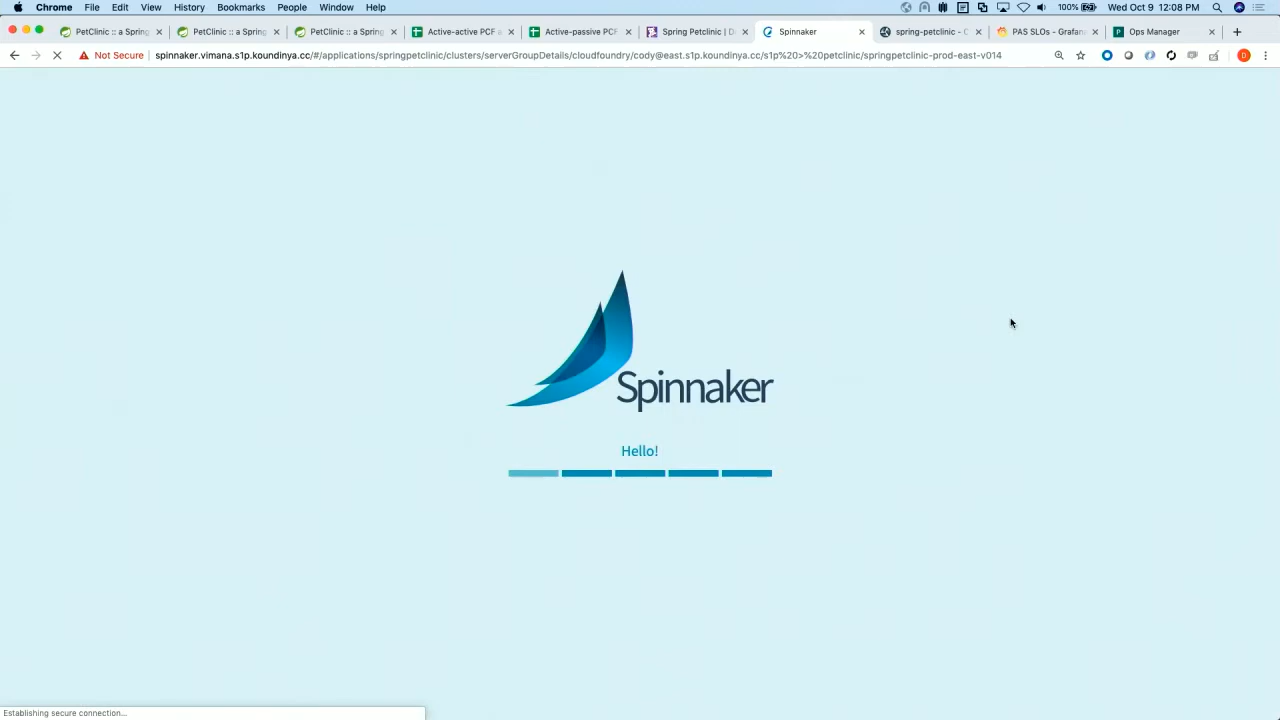 Chrome File Edit View History Bookmarks People Window Help 100% Wed Oct 9 12:08 PM
PetClinic :: a Spring PetClinic :: a Spring PetClinic :: a Spring Active-active PCF Active-passive PCF Spring Petclinic | D Spinnaker spring-petclinic - C PAS SLOs - Grafan Ops Manager
Not Secure spinnaker.vimana.s1p.koundinya.cc/#/applications/springpetclinic/clusters/serverGroupDetails/cloudfoundry/cody@east.s1p.koundinya.cc/s1p%20>%20petclinic/springpetclinic-prod-east-v014
Spinnaker
Hello!
Establishing secure connection...